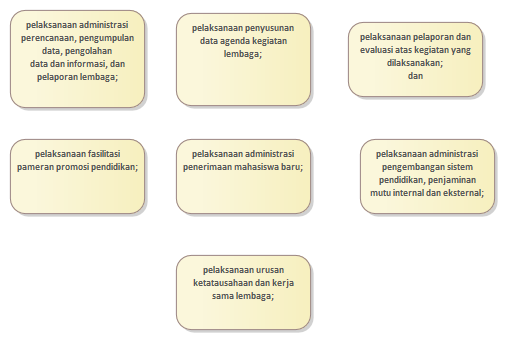 pelaksanaan administrasi
perencanaan, pengumpulan
data, pengolahan
data dan informasi, dan
pelaporan lembaga;
pelaksanaan penyusunan
data agenda kegiatan
lembaga;
pelaksanaan pelaporan dan
evaluasi atas kegiatan yang
dilaksanakan;
dan
pelaksanaan fasilitasi
pameran promosi pendidikan;
pelaksanaan administrasi
penerimaan mahasiswa baru;
pelaksanaan administrasi
pengembangan sistem
pendidikan, penjaminan
mutu internal dan eksternal;
pelaksanaan urusan
ketatausahaan dan kerja
sama lembaga;